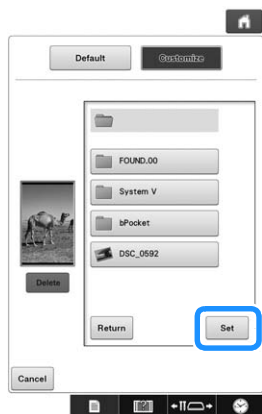 Default
Customize
FOUND.00
System V
bPocket
DSC_0592
Delete
Return
Set
Cancel